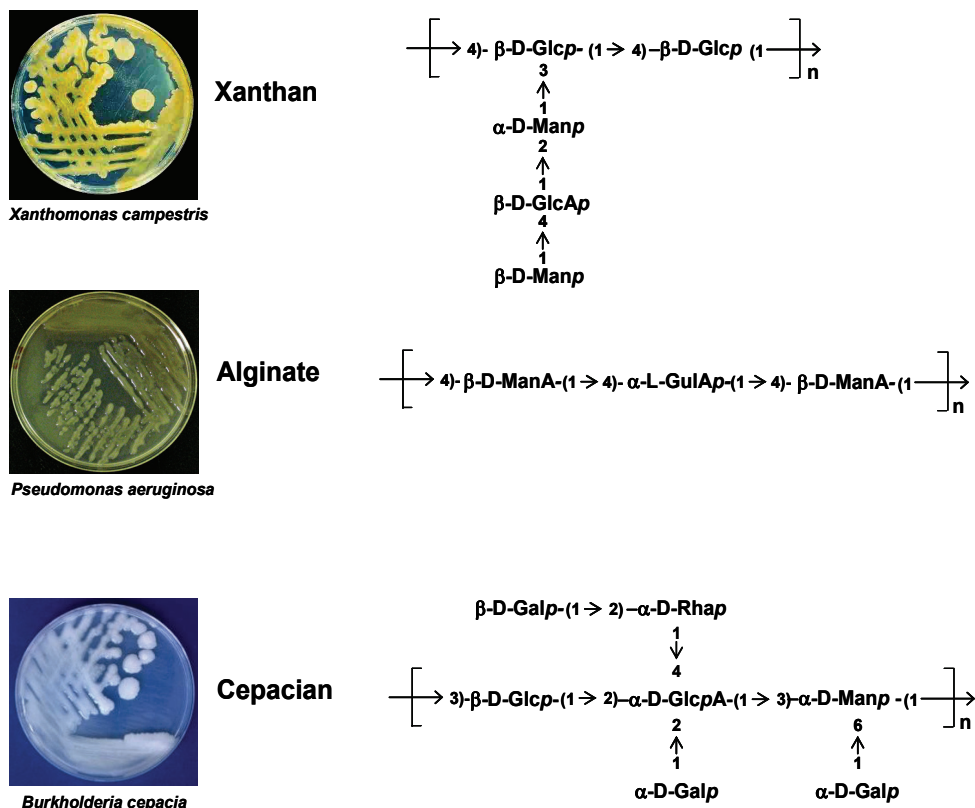 Xanthan
Xanthomonas campestris
→[→ 4)- β-D-Glcp- (1 → 4) –β-D-Glcp (1 →]n
3
↑
1
α-D-Manp
2
↑
1
β-D-GlcAp
4
↑
1
β-D-Manp
Alginate
Pseudomonas aeruginosa
[→ 4)- β-D-ManA-(1 → 4)- α-L-GulAp-(1 → 4)- β-D-ManA-(1 →]n
Cepacian
Burkholderia cepacia
β-D-Galp-(1 → 2) –α-D-Rhap
1
↓
4
[→ 3)-β-D-Glcp-(1 → 2)–α-D-GlcpA-(1 → 3)–α-D-Manp -(1 →]n
2 6
↑ ↑
1 1
α-D-Galp α-D-Galp